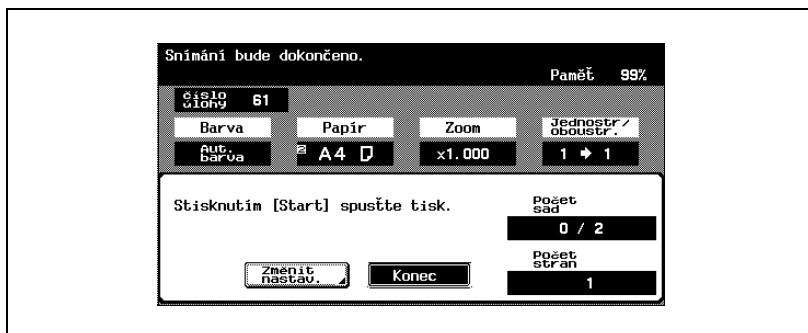 Snímání bude dokončeno.
Paměť 99%
číslo
úlohy 61
Barva Papír Zoom Jednostr/
oboustr.
Aut.
barva 2 A4 x1.000 1 ➔ 1
Stisknutím [Start] spusťte tisk.
Počet
sad
0 / 2
Změnit
nastav. Konec
Počet
stran
1